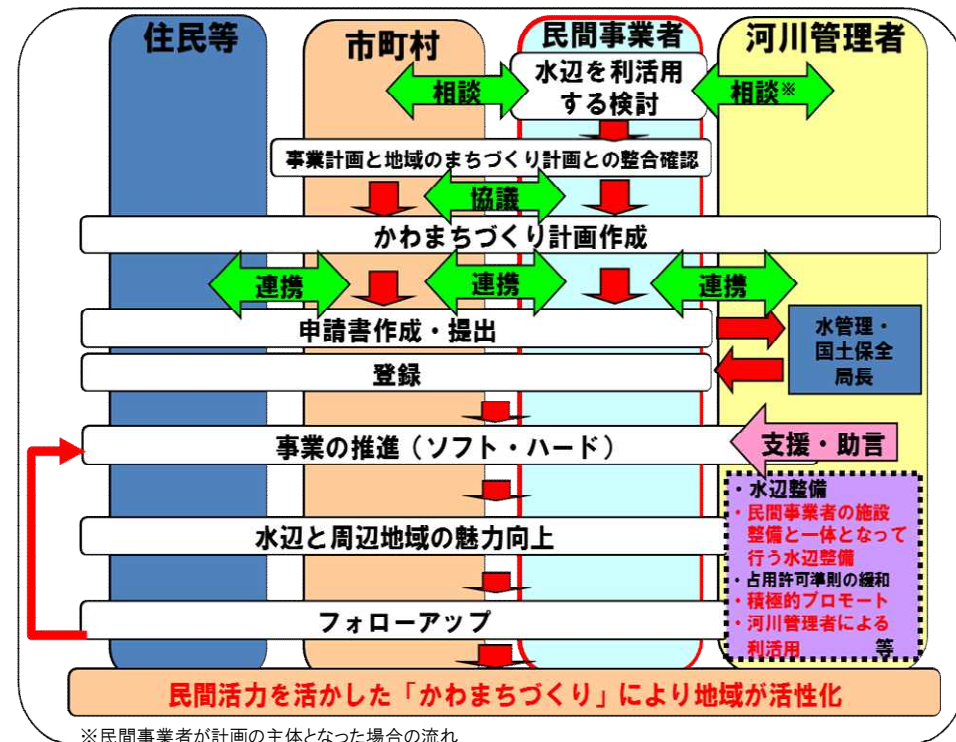 住民等
市町村
民間事業者
河川管理者
水辺を利活用
する検討
相談
相談※
事業計画と地域のまちづくり計画との整合確認
協議
かわまちづくり計画作成
連携
連携
連携
申請書作成・提出
水管理・
国土保全
局長
登録
事業の推進（ソフト・ハード）
支援・助言
・水辺整備
・民間事業者の施設
整備と一体となって
行う水辺整備
・占用許可準則の緩和
・積極的プロモート
・河川管理者による
利活用 等
水辺と周辺地域の魅力向上
フォローアップ
民間活力を活かした「かわまちづくり」により地域が活性化
※民間事業者が計画の主体となった場合の流れ